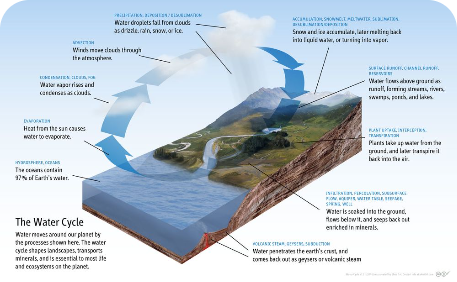 PRECIPITATION, DEPOSITION / DESUBLIMATION
Water droplets fall from clouds
as drizzle, rain, snow, or ice.
ADVECTION
Winds move clouds through
the atmosphere.
CONDENSATION, CLOUDS, FOG
Water vapor rises and
condenses as clouds.
EVAPORATION
Heat from the sun causes
water to evaporate.
HYDROSPHERE, OCEANS
The oceans contain
97% of Earth's water.
The Water Cycle
Water moves around our planet by
the processes shown here. The water
cycle shapes landscapes, transports
minerals, and is essential to most life
and ecosystems on the planet.
ACCUMULATION, SNOWMELT, MELTWATER, SUBLIMATION,
DESUBLIMATION/DEPOSITION
Snow and ice accumulate, later melting back
into liquid water, or turning into vapor.
SURFACE RUNOFF, CHANNEL RUNOFF,
RESERVOIRS
Water flows above ground as
runoff, forming streams, rivers,
swamps, ponds, and lakes.
PLANT UPTAKE, INTERCEPTION,
TRANSPIRATION
Plants take up water from the
ground, and later transpire it
back into the air.
INFILTRATION, PERCOLATION, SUBSURFACE
FLOW, AQUIFER, WATER TABLE, SEEPAGE,
SPRING, WELL
Water is soaked into the ground,
flows below it, and seeps back out
enriched in minerals.
VOLCANIC STEAM, GEYSERS, SUBDUCTION
Water penetrates the earth's crust, and
comes back out as geysers or volcanic steam.